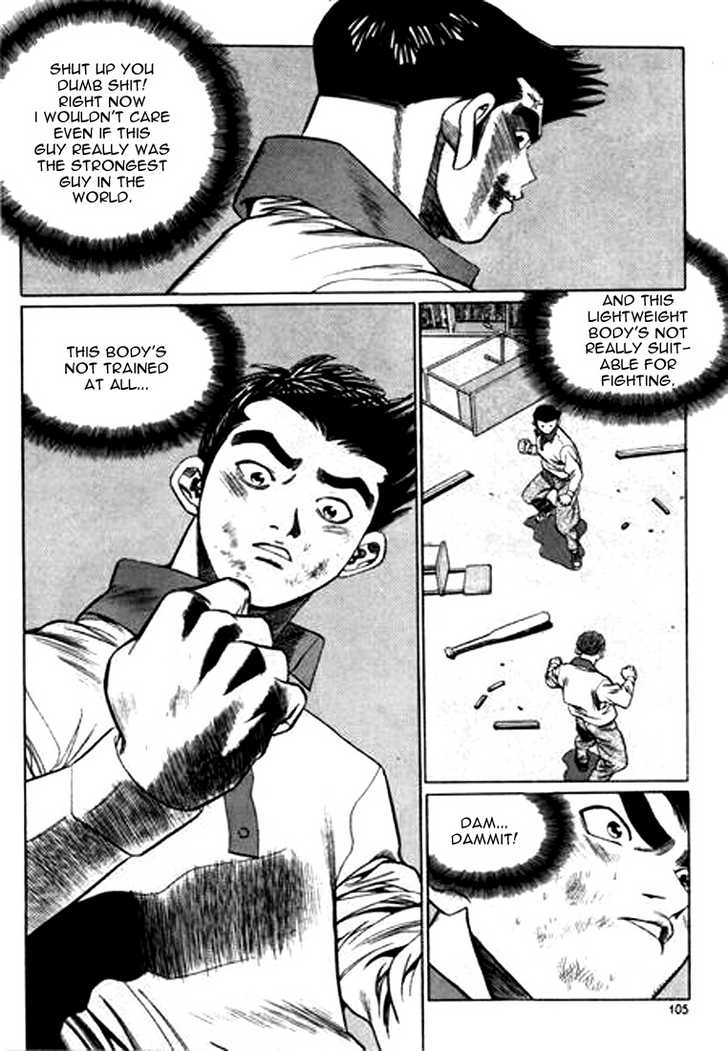 SHUT UP YOU
DUMB SHIT!
RIGHT NOW
I WOULDN'T CARE
EVEN IF THIS
GUY REALLY WAS
THE STRONGEST
GUY IN THE
WORLD.
THIS BODY'S
NOT TRAINED
AT ALL...
AND THIS
LIGHTWEIGHT
BODY'S NOT
REALLY SUIT-
ABLE FOR
FIGHTING.
DAM...
DAMMIT!
105